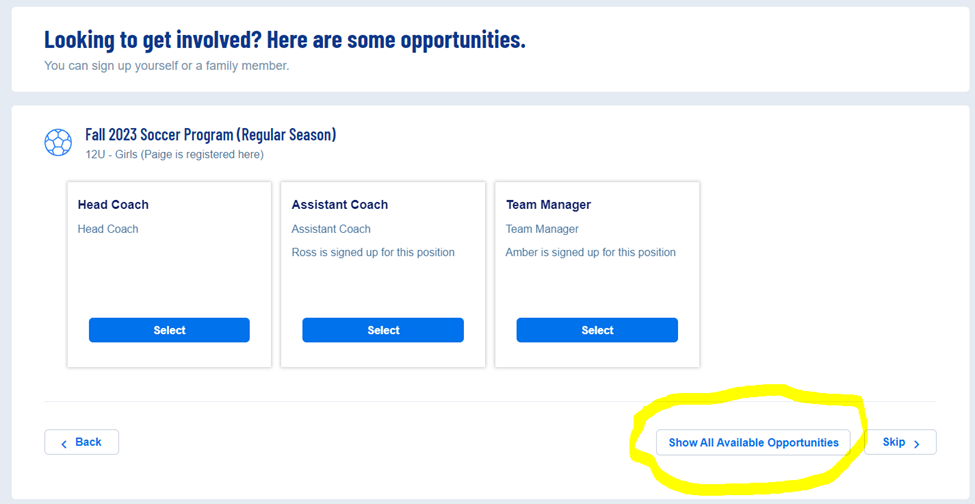 Looking to get involved? Here are some opportunities.
You can sign up yourself or a family member.
Fall 2023 Soccer Program (Regular Season)
12U - Girls (Paige is registered here)
Head Coach
Head Coach
Select
Assistant Coach
Assistant Coach
Ross is signed up for this position
Select
Team Manager
Team Manager
Amber is signed up for this position
Select
Back
Show All Available Opportunities
Skip